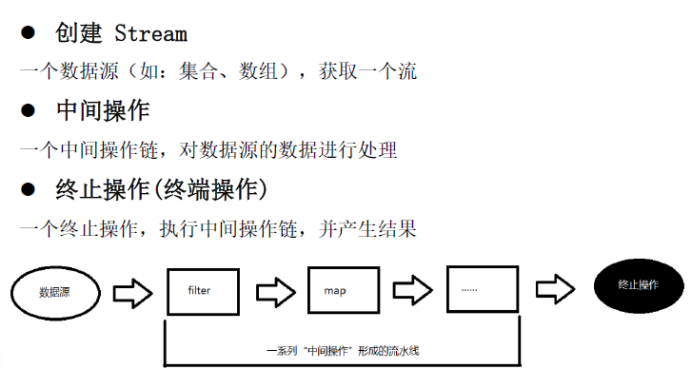 ● 创建 Stream
一个数据源（如：集合、数组），获取一个流
● 中间操作
一个中间操作链，对数据源的数据进行处理
● 终止操作(终端操作)
一个终止操作，执行中间操作链，并产生结果
数据源 filter map ...... 终止操作
一系列“中间操作”形成的流水线